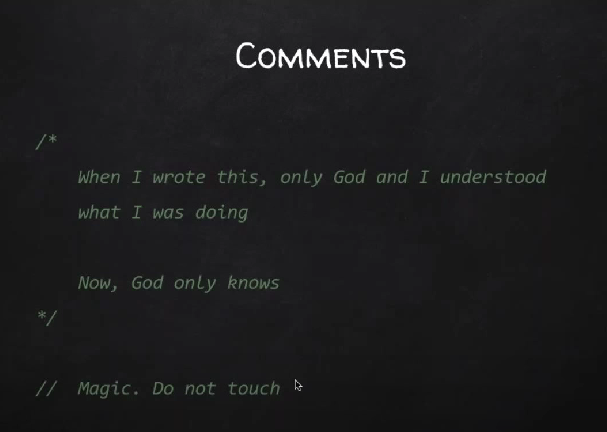 Comments
/*
When I wrote this, only God and I understood
what I was doing
Now, God only knows
*/
// Magic. Do not touch